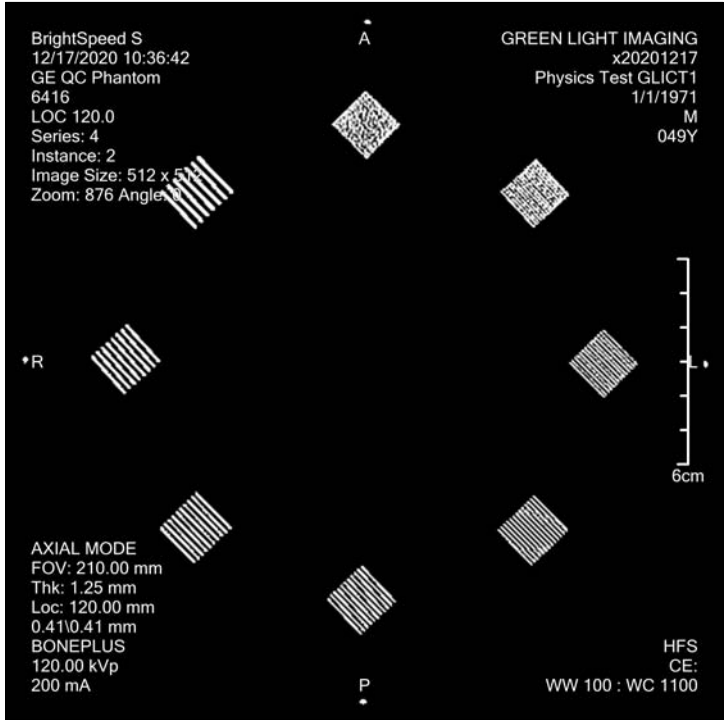 BrightSpeed S
12/17/2020 10:36:42
GE QC Phantom
6416
LOC 120.0
Series: 4
Instance: 2
Image Size: 512 x 512
Zoom: 876 Angle: 0
A
GREEN LIGHT IMAGING
x20201217
Physics Test GLICT1
1/1/1971
M
049Y
R
L
6cm
AXIAL MODE
FOV: 210.00 mm
Thk: 1.25 mm
Loc: 120.00 mm
0.41\0.41 mm
BONEPLUS
120.00 kVp
200 mA
P
HFS
CE:
WW 100 : WC 1100